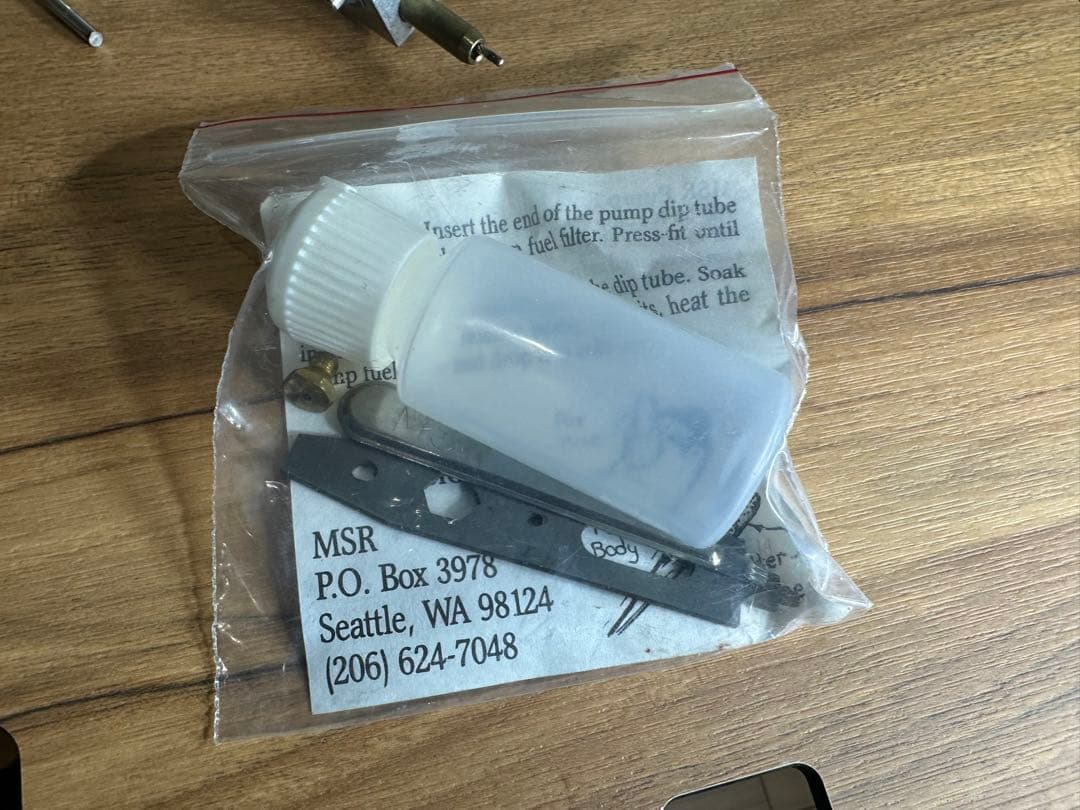 Insert the end of the pump dip tube
fuel filter. Press-fit until
dip tube. Soak
heat the
fuel
Body
MSR
P.O. Box 3978
Seattle, WA 98124
(206) 624-7048